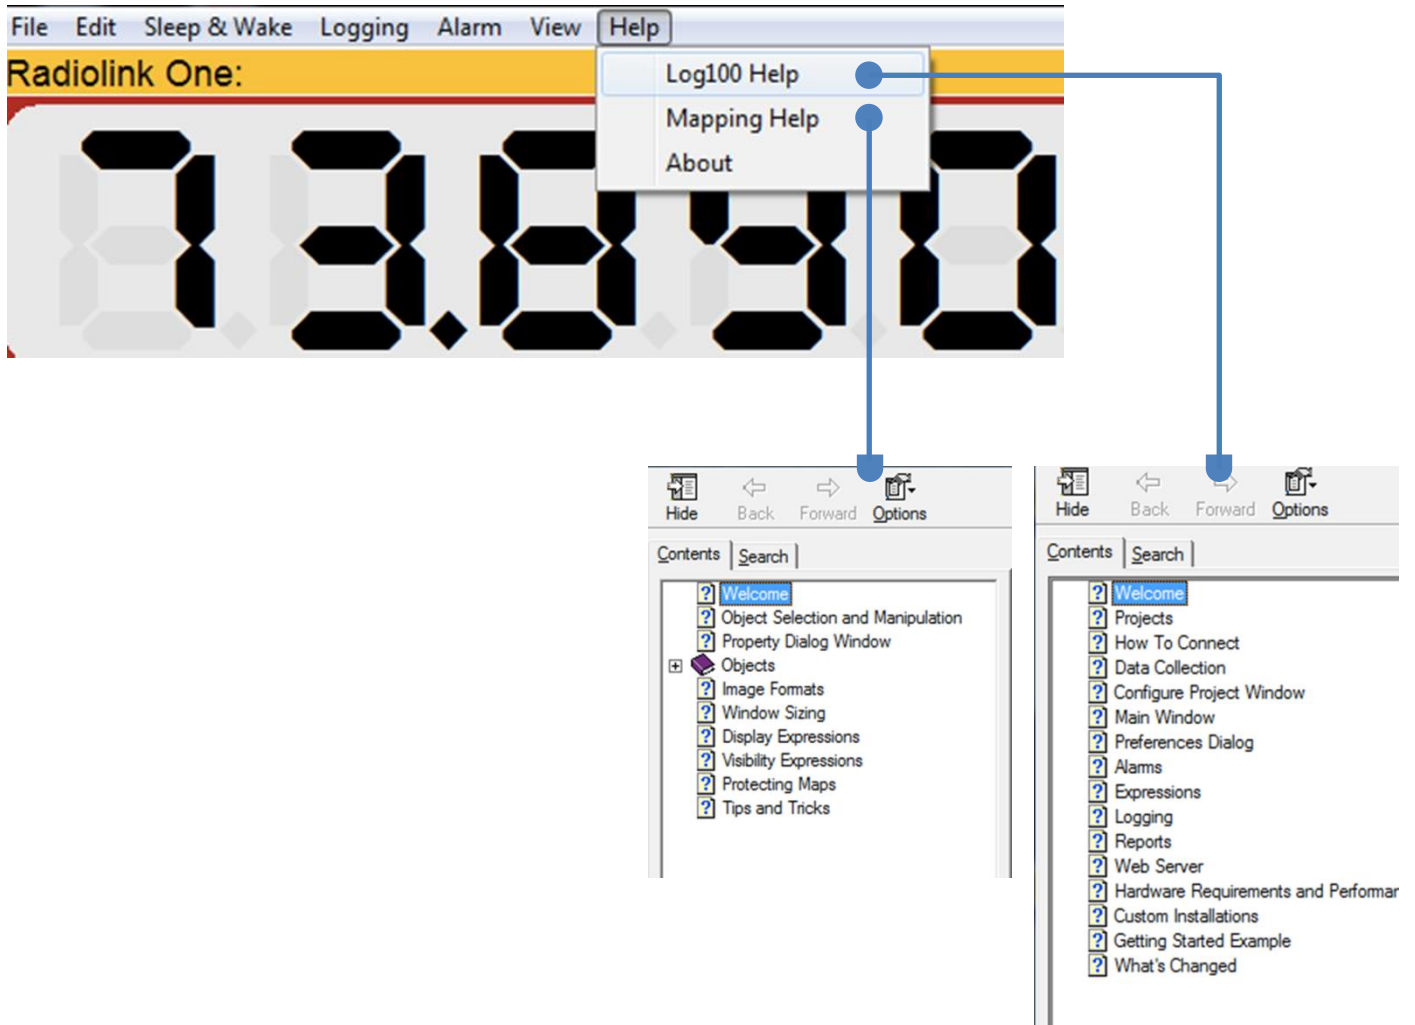 File Edit Sleep & Wake Logging Alarm View Help
Radiolink One:
Log100 Help
Mapping Help
About
73.890
Hide Back Forward Options
Contents Search
Welcome
Object Selection and Manipulation
Property Dialog Window
Objects
Image Formats
Window Sizing
Display Expressions
Visibility Expressions
Protecting Maps
Tips and Tricks
Hide Back Forward Options
Contents Search
Welcome
Projects
How To Connect
Data Collection
Configure Project Window
Main Window
Preferences Dialog
Alarms
Expressions
Logging
Reports
Web Server
Hardware Requirements and Performar
Custom Installations
Getting Started Example
What's Changed